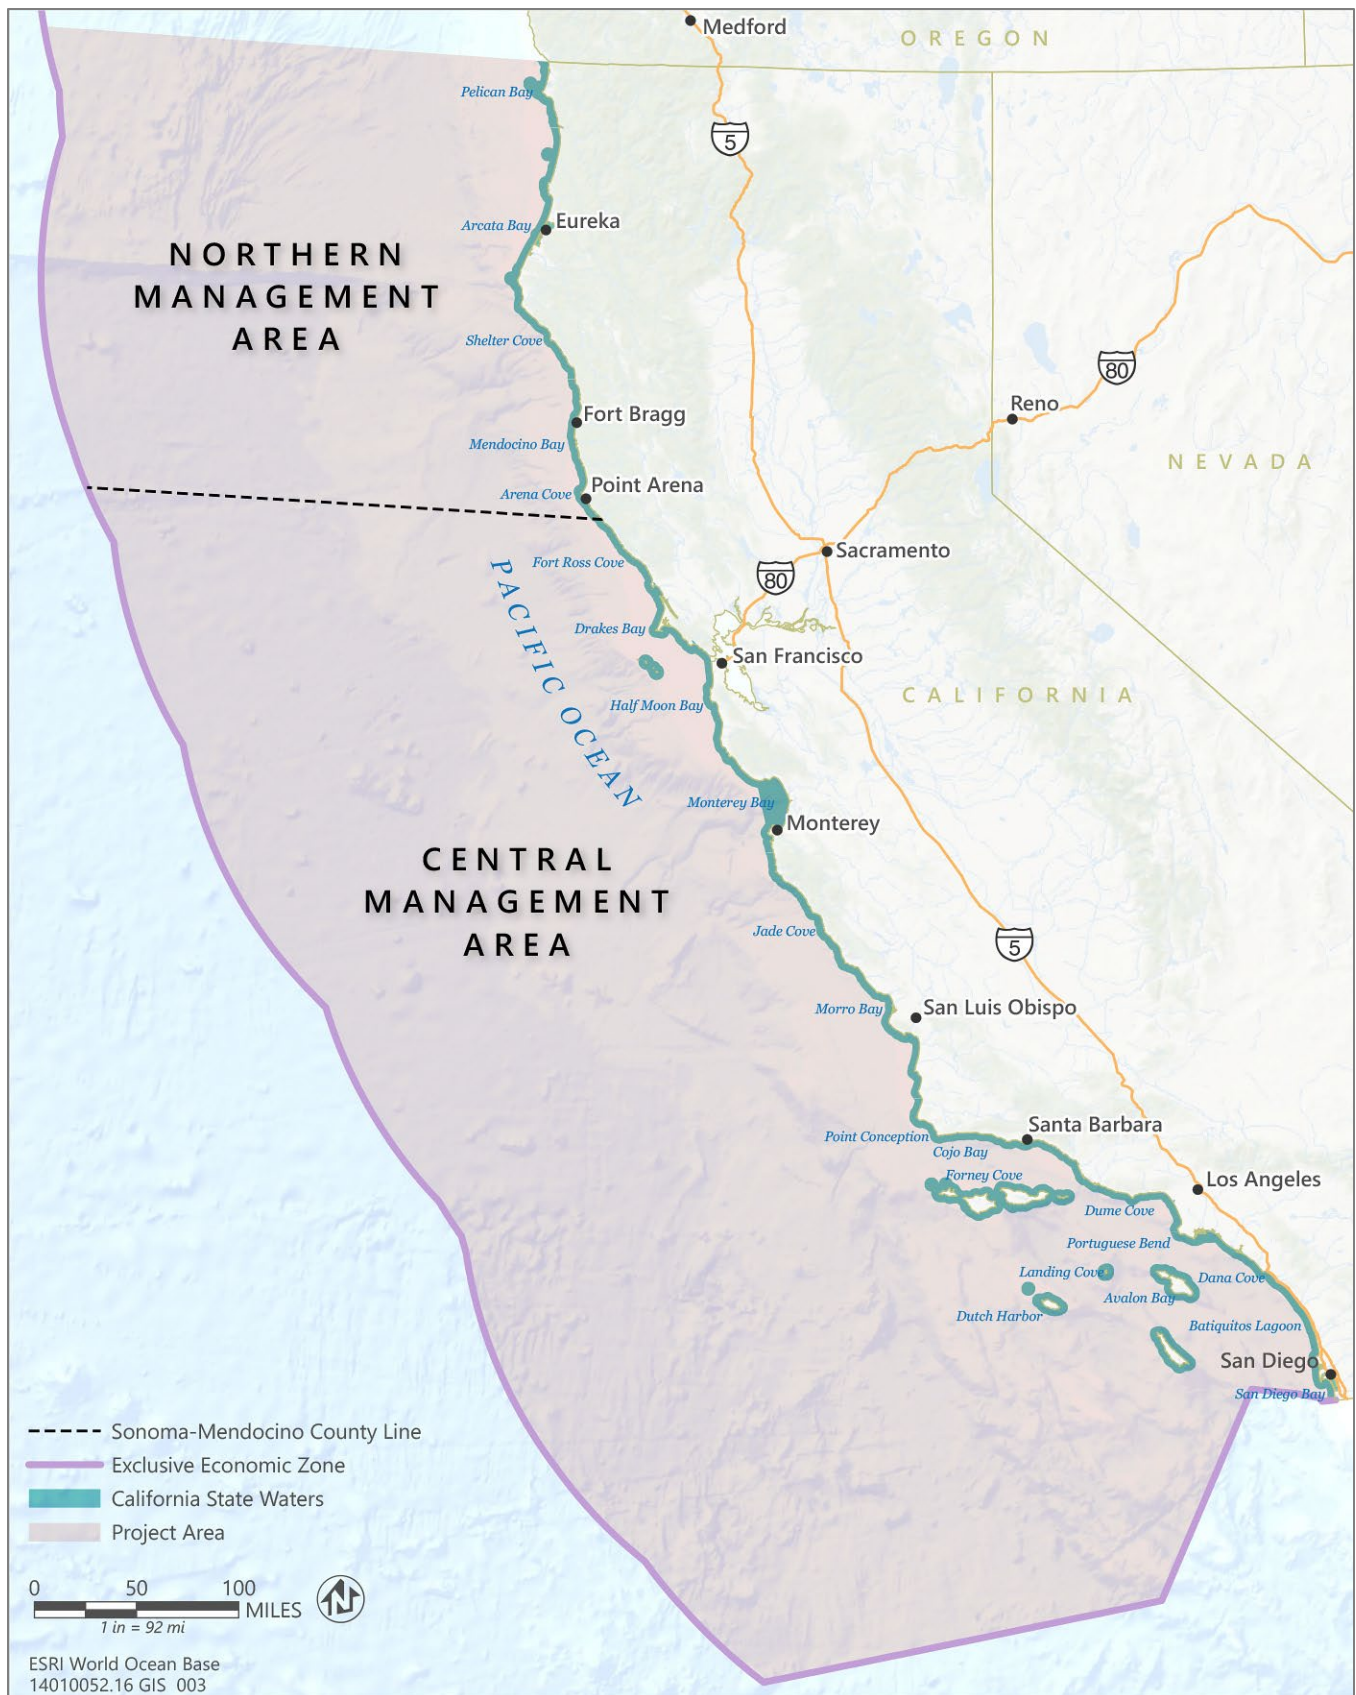 Medford
OREGON
Pelican Bay
5
Arcata Bay
Eureka
NORTHERN
MANAGEMENT
AREA
Shelter Cove
80
Reno
Fort Bragg
Mendocino Bay
NEVADA
Arena Cove
Point Arena
Sacramento
Fort Ross Cove
80
PACIFIC OCEAN
Drakes Bay
San Francisco
CALIFORNIA
Half Moon Bay
Monterey Bay
Monterey
CENTRAL
MANAGEMENT
AREA
Jade Cove
5
Morro Bay
San Luis Obispo
Santa Barbara
Point Conception
Cojo Bay
Forney Cove
Los Angeles
Dume Cove
Portuguese Bend
Landing Cove
Dana Cove
Avalon Bay
Dutch Harbor
Batiquitos Lagoon
San Diego
San Diego Bay
Sonoma-Mendocino County Line
Exclusive Economic Zone
California State Waters
Project Area
0 50 100
MILES
1 in = 92 mi
N
ESRI World Ocean Base
14010052.16 GIS 003